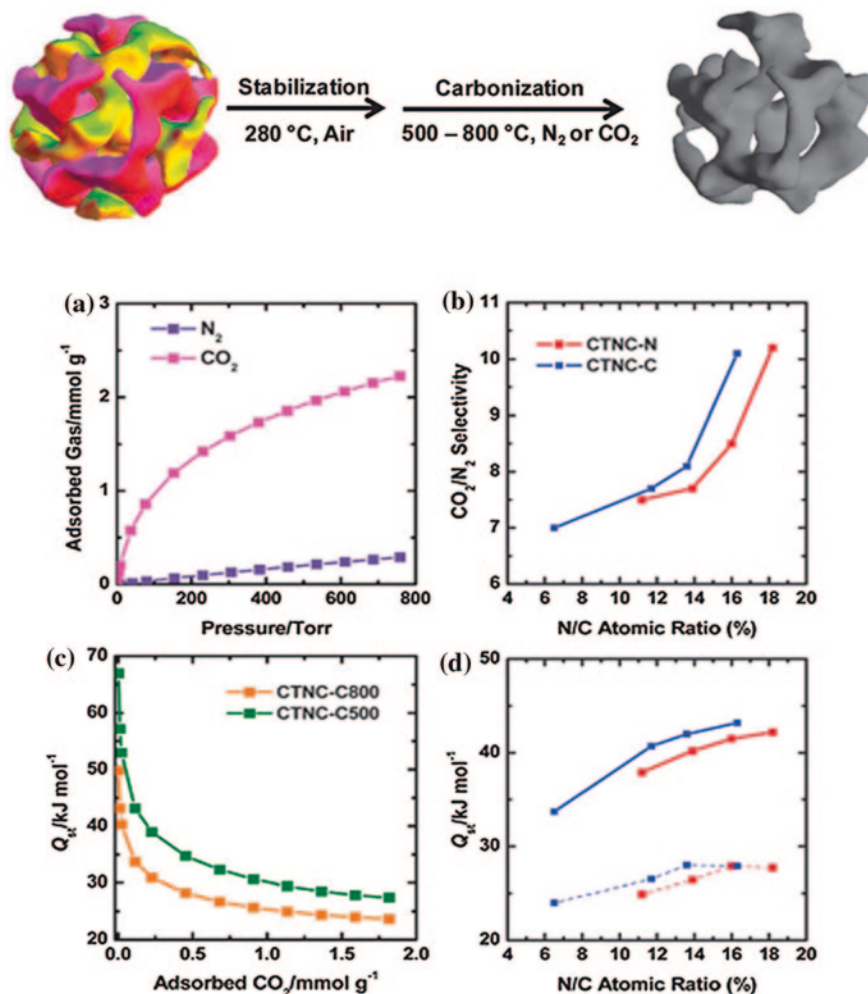 Stabilization
280 °C, Air
Carbonization
500 – 800 °C, N₂ or CO₂
(a)
3
2
1
0
Adsorbed Gas/mmol g⁻¹
N₂
CO₂
0 200 400 600 800
Pressure/Torr
(b)
11
10
9
8
7
6
CO₂/N₂ Selectivity
CTNC-N
CTNC-C
4 6 8 10 12 14 16 18 20
N/C Atomic Ratio (%)
(c)
70
60
50
40
30
20
Qst/kJ mol⁻¹
CTNC-C800
CTNC-C500
0.0 0.5 1.0 1.5 2.0
Adsorbed CO₂/mmol g⁻¹
(d)
50
40
30
20
Qst/kJ mol⁻¹
4 6 8 10 12 14 16 18 20
N/C Atomic Ratio (%)